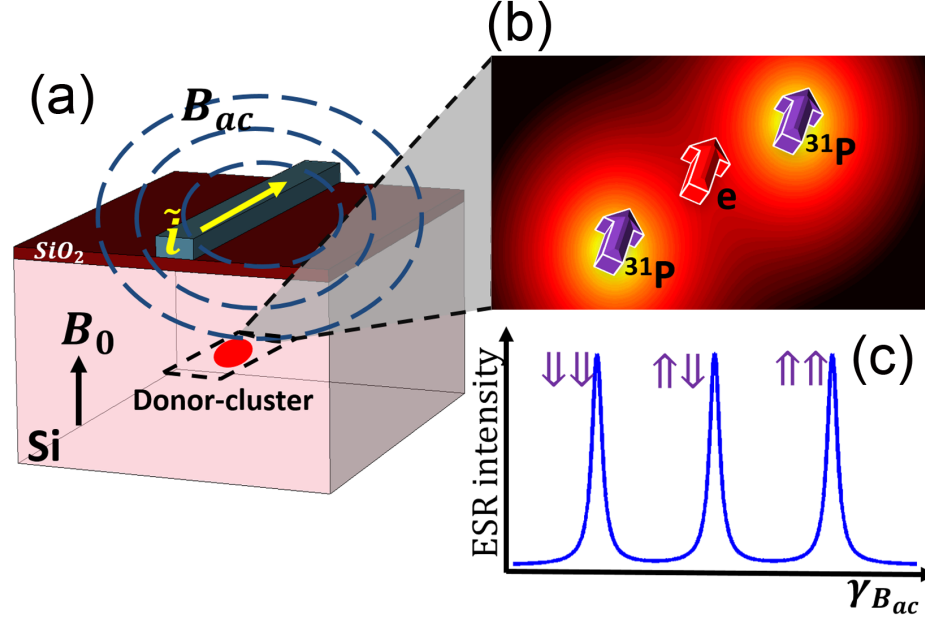 (a)
B_ac
ĩ
SiO₂
B₀
Donor-cluster
Si
(b)
³¹P
e
³¹P
(c)
⇓⇓ ⇑⇓ ⇑⇑
ESR intensity
γ_B_ac